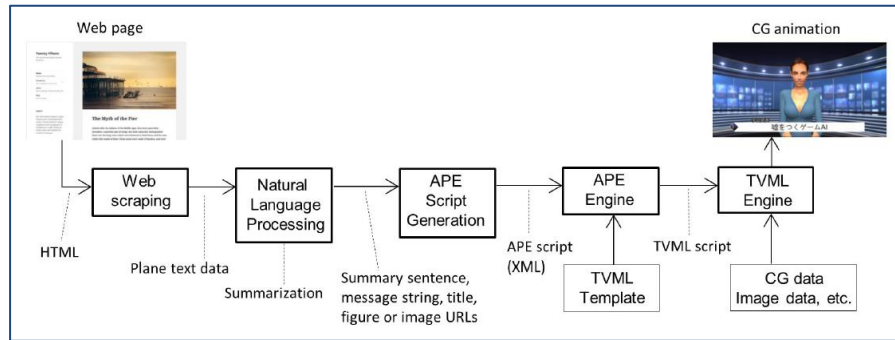 Web page
CG animation
The Myth of the Pier
嘘をつくゲームAI
Web
scraping
Natural
Language
Processing
APE
Script
Generation
APE
Engine
TVML
Engine
HTML
Plane text data
Summarization
Summary sentence,
message string, title,
figure or image URLs
APE script
(XML)
TVML script
TVML
Template
CG data
Image data, etc.